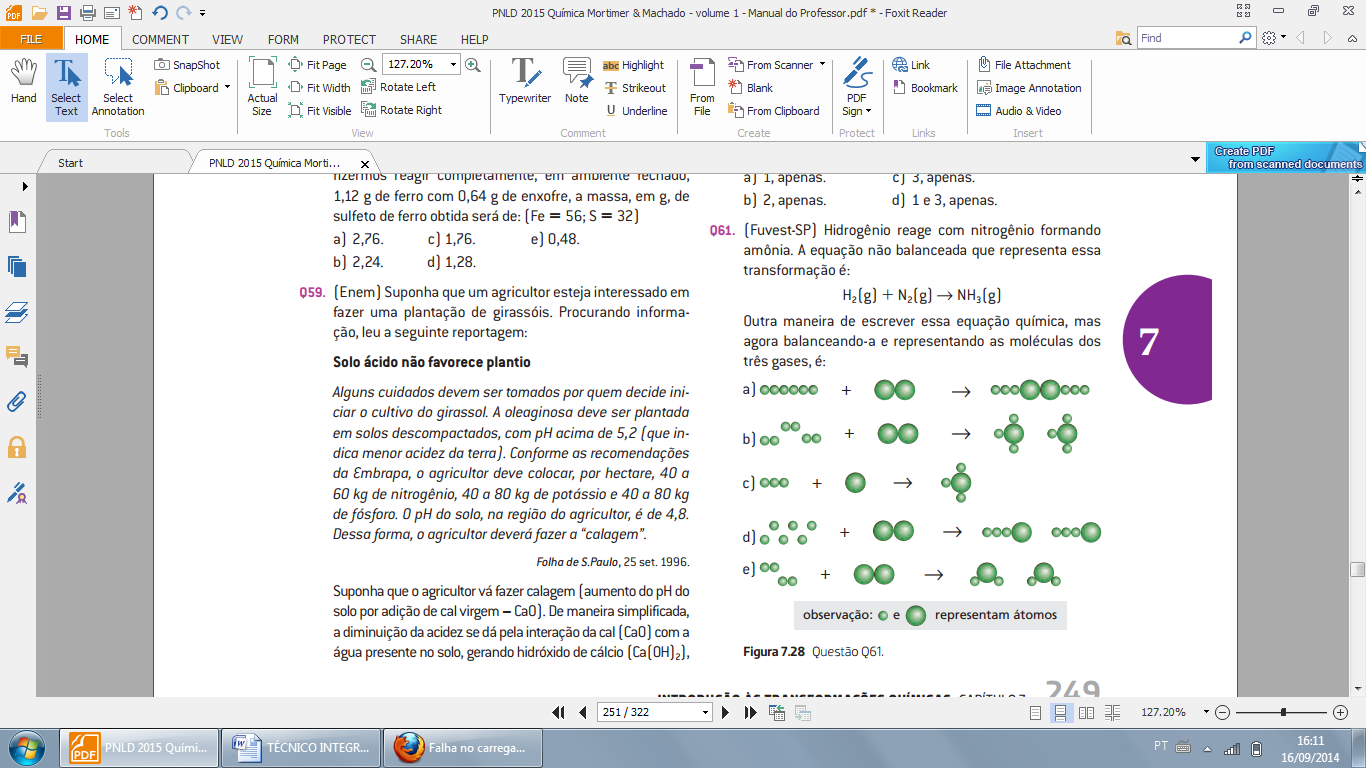 PNLD 2015 Química Mortimer & Machado - volume 1 - Manual do Professor.pdf * - Foxit Reader
FILE HOME COMMENT VIEW FORM PROTECT SHARE HELP
Find
Hand
Select Text
Select Annotation
SnapShot
Clipboard
Tools
Actual Size
Fit Page
Fit Width
Fit Visible
127.20%
Rotate Left
Rotate Right
View
Typewriter
Note
Highlight
Strikeout
Underline
Comment
From File
From Scanner
Blank
From Clipboard
Create
PDF Sign
Protect
Link
Bookmark
Links
File Attachment
Image Annotation
Audio & Video
Insert
Start
PNLD 2015 Química Morti...
Create PDF
from scanned documents
fizermos reagir completamente, em ambiente fechado,
1,12 g de ferro com 0,64 g de enxofre, a massa, em g, de
sulfeto de ferro obtida será de: (Fe = 56; S = 32)
a) 2,76. c) 1,76. e) 0,48.
b) 2,24. d) 1,28.
Q59. (Enem) Suponha que um agricultor esteja interessado em
fazer uma plantação de girassóis. Procurando informa-
ção, leu a seguinte reportagem:
Solo ácido não favorece plantio
Alguns cuidados devem ser tomados por quem decide ini-
ciar o cultivo do girassol. A oleaginosa deve ser plantada
em solos descompactados, com pH acima de 5,2 (que in-
dica menor acidez da terra). Conforme as recomendações
da Embrapa, o agricultor deve colocar, por hectare, 40 a
60 kg de nitrogênio, 40 a 80 kg de potássio e 40 a 80 kg
de fósforo. O pH do solo, na região do agricultor, é de 4,8.
Dessa forma, o agricultor deverá fazer a “calagem”.
Folha de S.Paulo, 25 set. 1996.
Suponha que o agricultor vá fazer calagem (aumento do pH do
solo por adição de cal virgem – CaO). De maneira simplificada,
a diminuição da acidez se dá pela interação da cal (CaO) com a
água presente no solo, gerando hidróxido de cálcio (Ca(OH)₂),
a) 1, apenas. c) 3, apenas.
b) 2, apenas. d) 1 e 3, apenas.
Q61. (Fuvest-SP) Hidrogênio reage com nitrogênio formando
amônia. A equação não balanceada que representa essa
transformação é:
H₂(g) + N₂(g) → NH₃(g)
Outra maneira de escrever essa equação química, mas
agora balanceando-a e representando as moléculas dos
três gases, é:
a) + →
b) + →
c) + →
d) + →
e) + →
observação: e representam átomos
Figura 7.28 Questão Q61.
7
INTRODUÇÃO ÀS TRANSFORMAÇÕES QUÍMICAS CAPÍTULO 7 249
251 / 322
127.20%
PNLD 2015 Quími...
TÉCNICO INTEGR...
Falha no carrega...
PT
16:11
16/09/2014